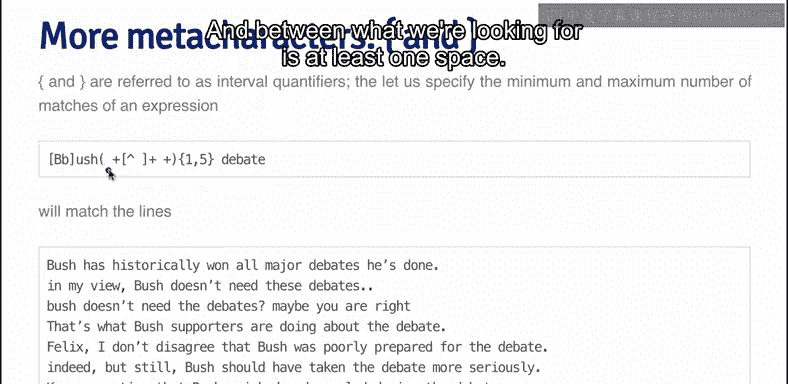 And between what we're looking for
is at least one space.
More metacharacters: { and }
{ and } are referred to as interval quantifiers; the let us specify the minimum and maximum number of
matches of an expression
[Bb]ush( +[^ ]+ +){1,5} debate
will match the lines
Bush has historically won all major debates he's done.
in my view, Bush doesn't need these debates..
bush doesn't need the debates? maybe you are right
That's what Bush supporters are doing about the debate.
Felix, I don't disagree that Bush was poorly prepared for the debate.
indeed, but still, Bush should have taken the debate more seriously.